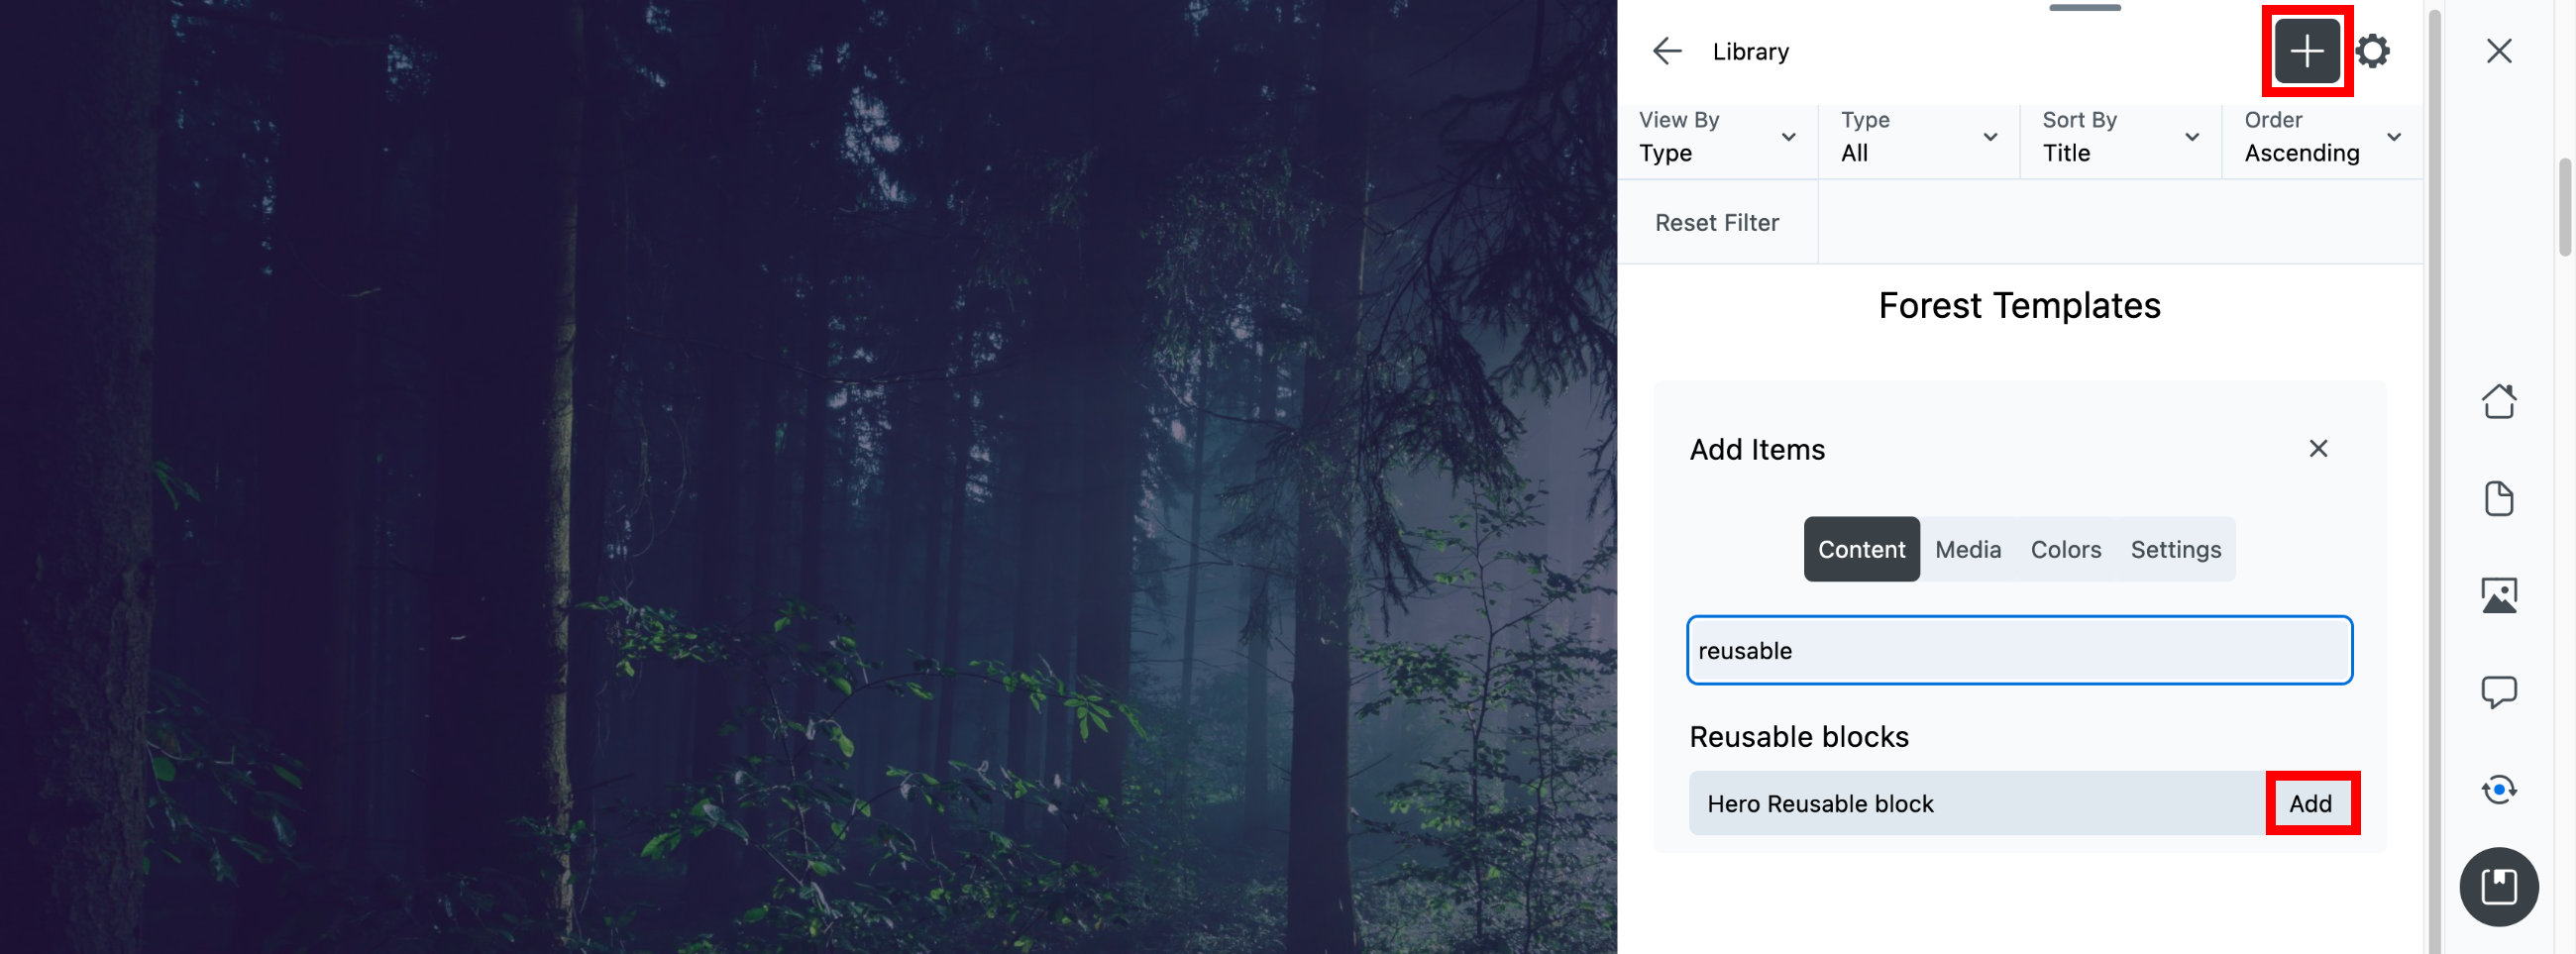 Library
View By
Type
Type
All
Sort By
Title
Order
Ascending
Reset Filter
Forest Templates
Add Items
Content Media Colors Settings
reusable
Reusable blocks
Hero Reusable block Add